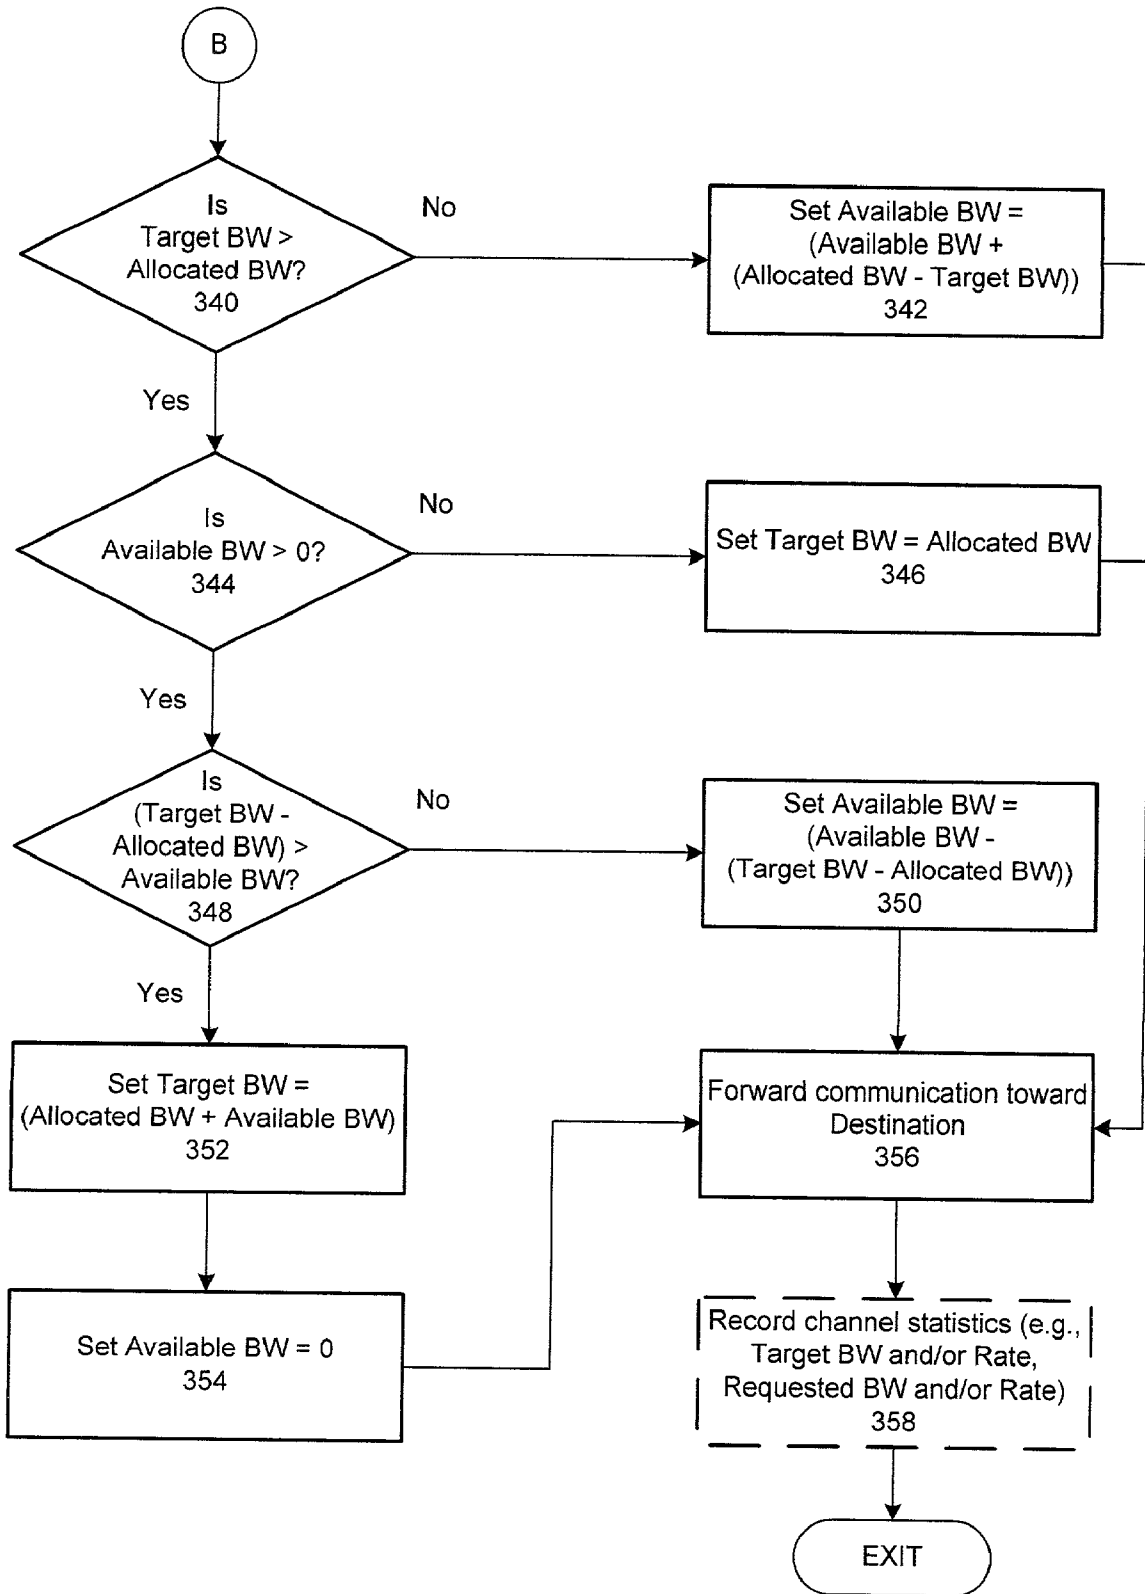 B
Is
Target BW >
Allocated BW?
340
No
Set Available BW =
(Available BW +
(Allocated BW - Target BW))
342
Yes
Is
Available BW > 0?
344
No
Set Target BW = Allocated BW
346
Yes
Is
(Target BW -
Allocated BW) >
Available BW?
348
No
Set Available BW =
(Available BW -
(Target BW - Allocated BW))
350
Yes
Set Target BW =
(Allocated BW + Available BW)
352
Forward communication toward
Destination
356
Set Available BW = 0
354
Record channel statistics (e.g.,
Target BW and/or Rate,
Requested BW and/or Rate)
358
EXIT